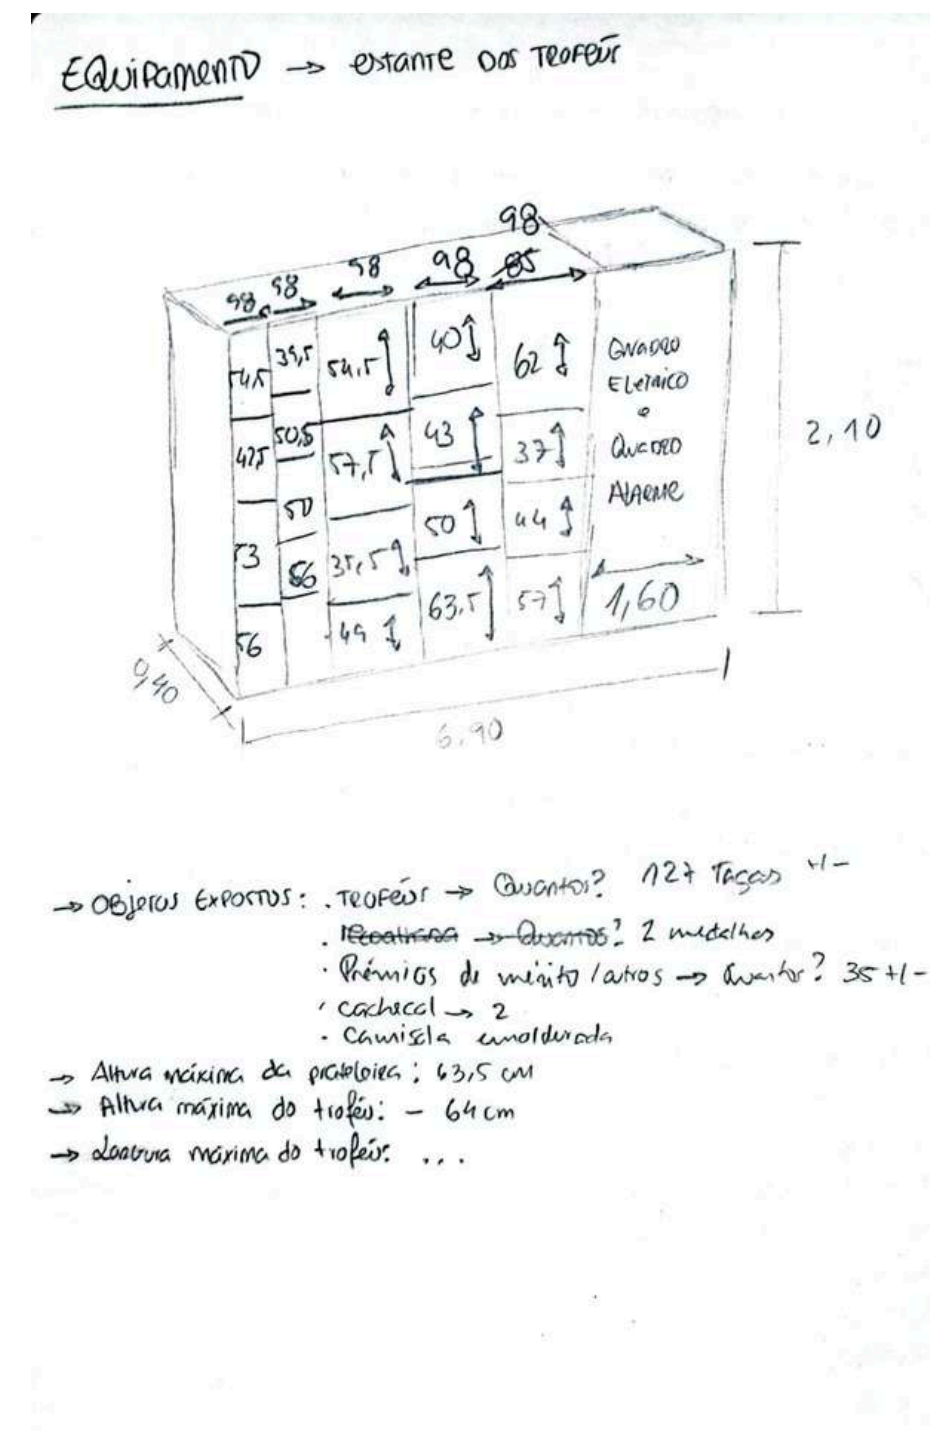 EQUIPAMENTO → estante dos troféus
98
98 98 98 98 85
54,5 39,5 54,5 40 62
Quadro
Eletrico
e
Quadro
Alarme
42,5 50,5 57,5 43 37
2,10
53 50 35,5 50 44
56 56 49 63,5 57
1,60
0,40
6.90
→ Objetos Expostos: . troféus → Quantos? 127 Taças +/-
. → Quantos? 2 medalhas
. Prémios de mérito / outros → Quantos? 35 +/-
. cachecol → 2
. Camisola emoldurada
→ Altura máxima da prateleira: 63,5 cm
→ Altura máxima do troféu: - 64 cm
→ Largura máxima do troféu: ...